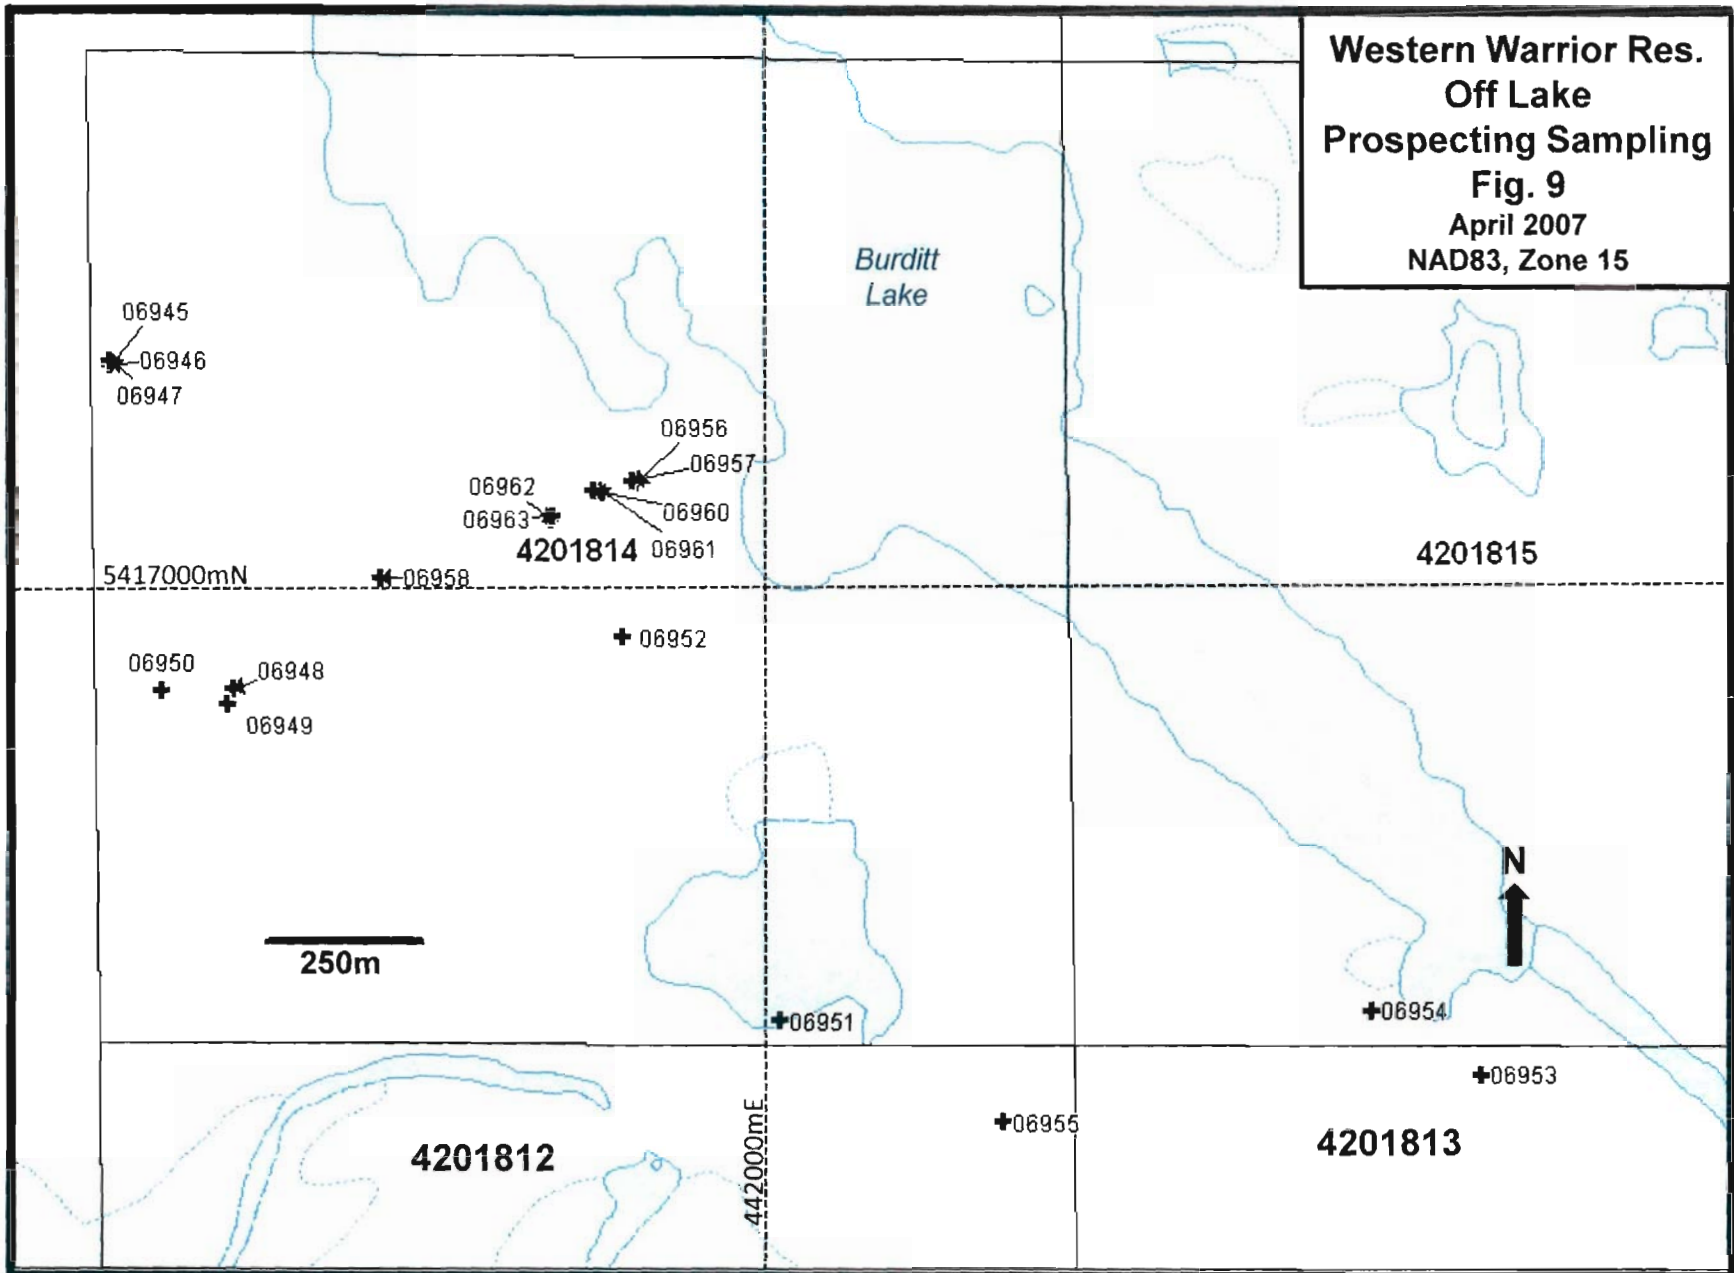 Western Warrior Res.
Off Lake
Prospecting Sampling
Fig. 9
April 2007
NAD83, Zone 15
Burditt
Lake
06945
06946
06947
06956
06957
06962
06960
06963
06961
4201814
4201815
5417000mN
06958
06952
06950
06948
06949
N
250m
06951
06954
06953
06955
442000mE
4201812
4201813